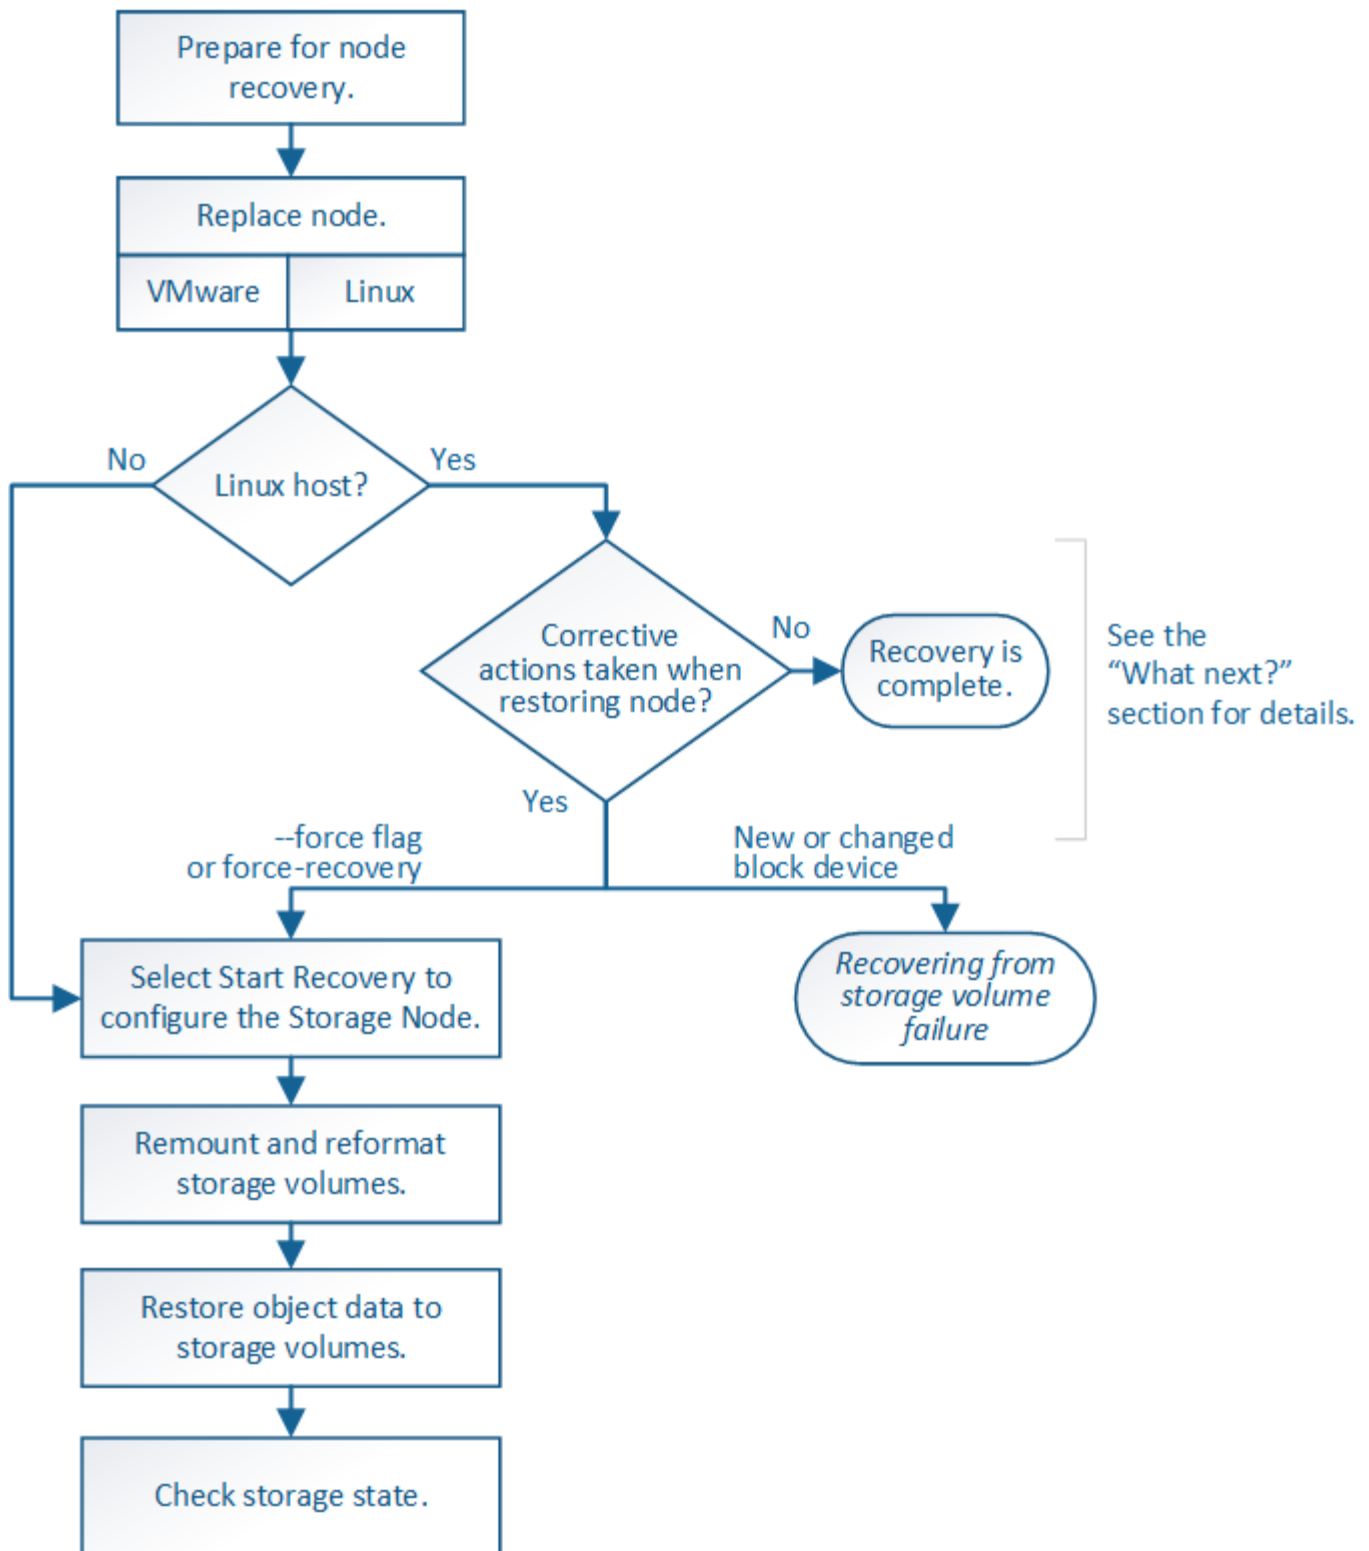 Prepare for node
recovery.
Replace node.
VMware
Linux
Linux host?
No
Yes
Corrective
actions taken when
restoring node?
No
Recovery is
complete.
See the
“What next?”
section for details.
Yes
--force flag
or force-recovery
New or changed
block device
Select Start Recovery to
configure the Storage Node.
Recovering from
storage volume
failure
Remount and reformat
storage volumes.
Restore object data to
storage volumes.
Check storage state.